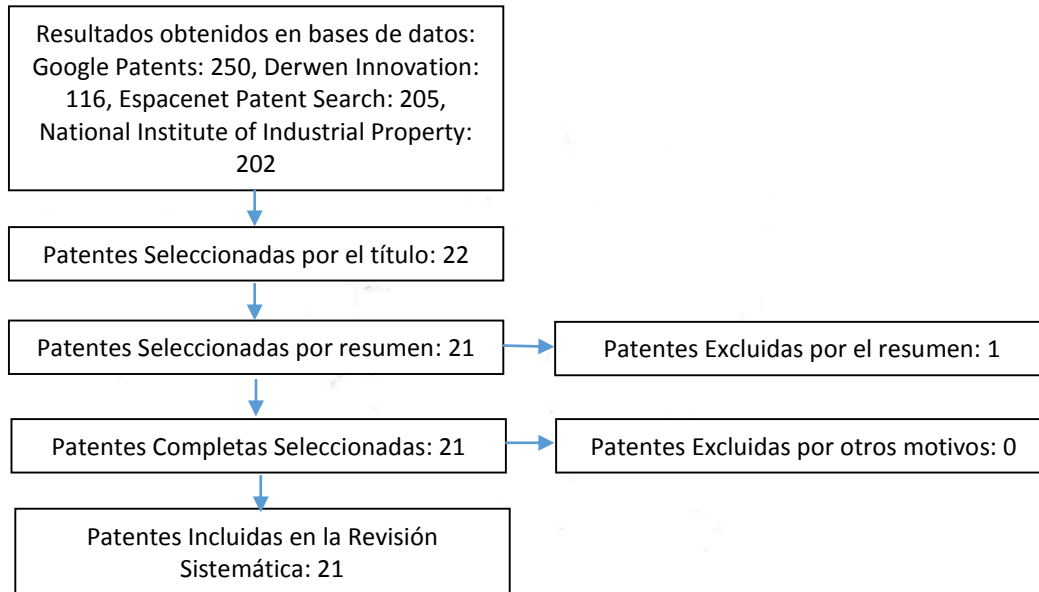 Resultados obtenidos en bases de datos:
Google Patents: 250, Derwen Innovation:
116, Espacenet Patent Search: 205,
National Institute of Industrial Property:
202
Patentes Seleccionadas por el título: 22
Patentes Seleccionadas por resumen: 21
Patentes Excluidas por el resumen: 1
Patentes Completas Seleccionadas: 21
Patentes Excluidas por otros motivos: 0
Patentes Incluidas en la Revisión
Sistemática: 21